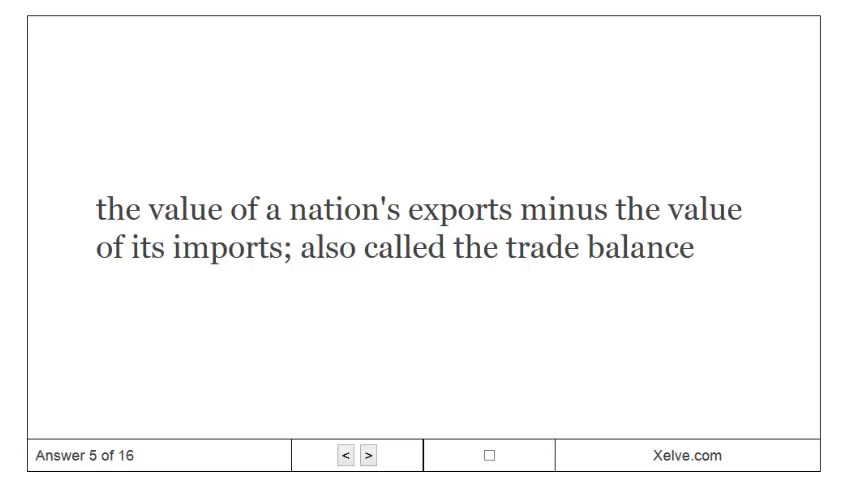 the value of a nation's exports minus the value
of its imports; also called the trade balance
Answer 5 of 16
< >
Xelve.com